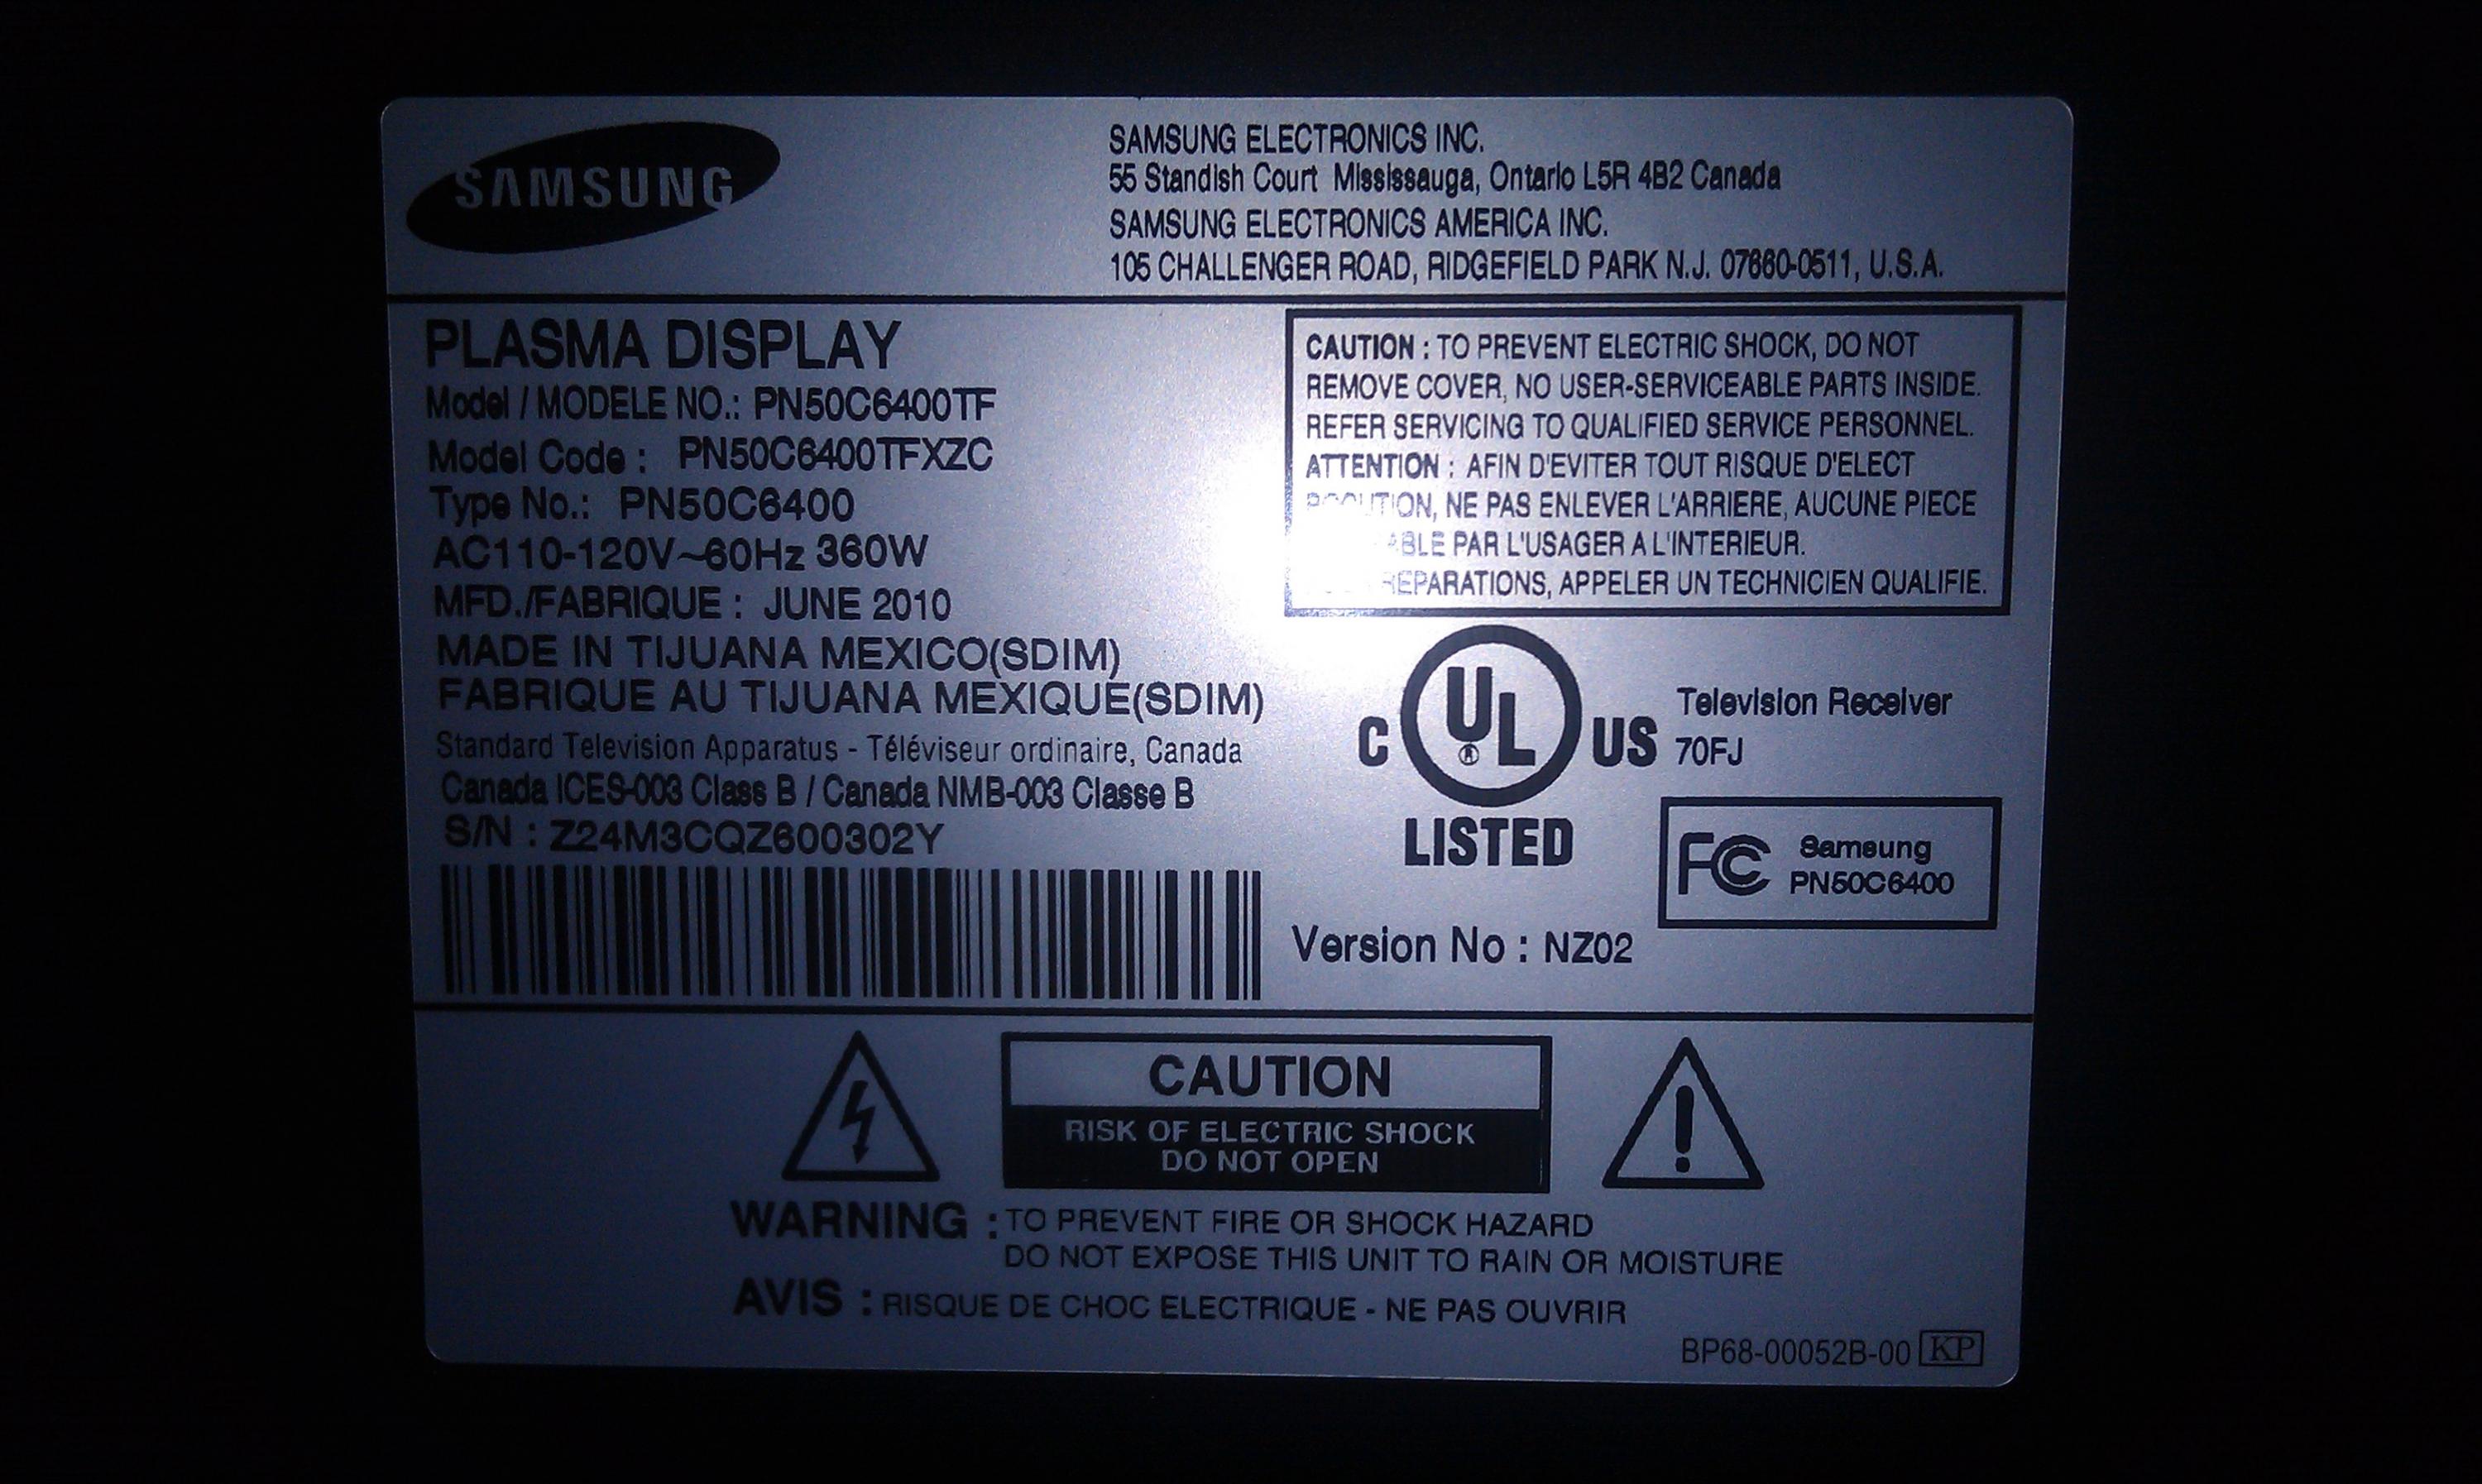 SAMSUNG
SAMSUNG ELECTRONICS INC.
55 Standish Court Mississauga, Ontario L5R 4B2 Canada
SAMSUNG ELECTRONICS AMERICA INC.
105 CHALLENGER ROAD, RIDGEFIELD PARK N.J. 07660-0511, U.S.A.
PLASMA DISPLAY
Model / MODELE NO.: PN50C6400TF
Model Code : PN50C6400TFXZC
Type No.: PN50C6400
AC110-120V~60Hz 360W
MFD./FABRIQUE : JUNE 2010
MADE IN TIJUANA MEXICO(SDIM)
FABRIQUE AU TIJUANA MEXIQUE(SDIM)
Standard Television Apparatus - Téléviseur ordinaire, Canada
Canada ICES-003 Class B / Canada NMB-003 Classe B
S/N : Z24M3CQZ600302Y
CAUTION : TO PREVENT ELECTRIC SHOCK, DO NOT
REMOVE COVER, NO USER-SERVICEABLE PARTS INSIDE.
REFER SERVICING TO QUALIFIED SERVICE PERSONNEL.
ATTENTION : AFIN D'EVITER TOUT RISQUE D'ELECT
NE PAS ENLEVER L'ARRIERE, AUCUNE PIECE
PAR L'USAGER A L'INTERIEUR.
REPARATIONS, APPELER UN TECHNICIEN QUALIFIE.
C UL ® US
LISTED
Television Receiver
70FJ
FC Samsung
PN50C6400
Version No : NZ02
CAUTION
RISK OF ELECTRIC SHOCK
DO NOT OPEN
WARNING : TO PREVENT FIRE OR SHOCK HAZARD
DO NOT EXPOSE THIS UNIT TO RAIN OR MOISTURE
AVIS : RISQUE DE CHOC ELECTRIQUE - NE PAS OUVRIR
BP68-00052B-00 KP